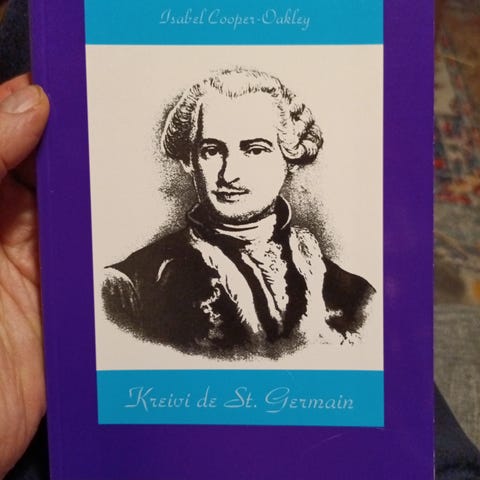 Isabel Cooper-Oakley
Kreivi de St. Germain